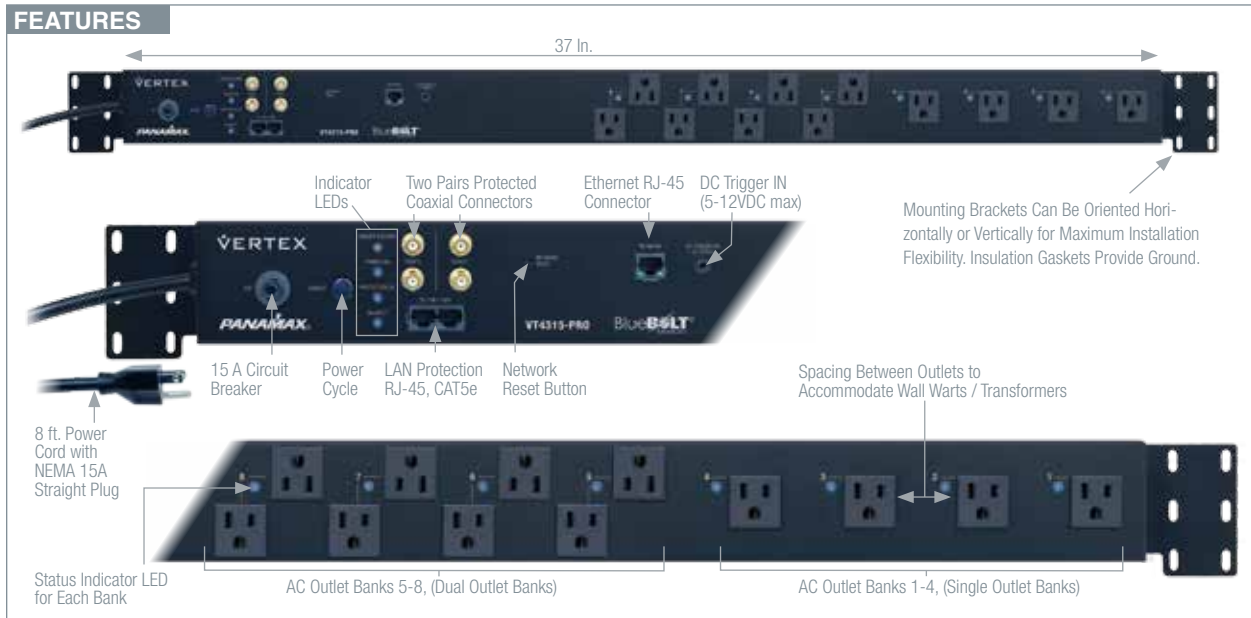 FEATURES
37 In.
VERTEX
PANAMAX
VT4315-PRO
BlueBOLT
Mounting Brackets Can Be Oriented Hori-
zontally or Vertically for Maximum Installation
Flexibility. Insulation Gaskets Provide Ground.
Indicator
LEDs
Two Pairs Protected
Coaxial Connectors
Ethernet RJ-45
Connector
DC Trigger IN
(5-12VDC max)
VERTEX
PANAMAX
VT4315-PRO
BlueBOLT
15 A Circuit
Breaker
Power
Cycle
LAN Protection
RJ-45, CAT5e
Network
Reset Button
Spacing Between Outlets to
Accommodate Wall Warts / Transformers
8 ft. Power
Cord with
NEMA 15A
Straight Plug
8
7
6
5
4
3
2
1
Status Indicator LED
for Each Bank
AC Outlet Banks 5-8, (Dual Outlet Banks)
AC Outlet Banks 1-4, (Single Outlet Banks)